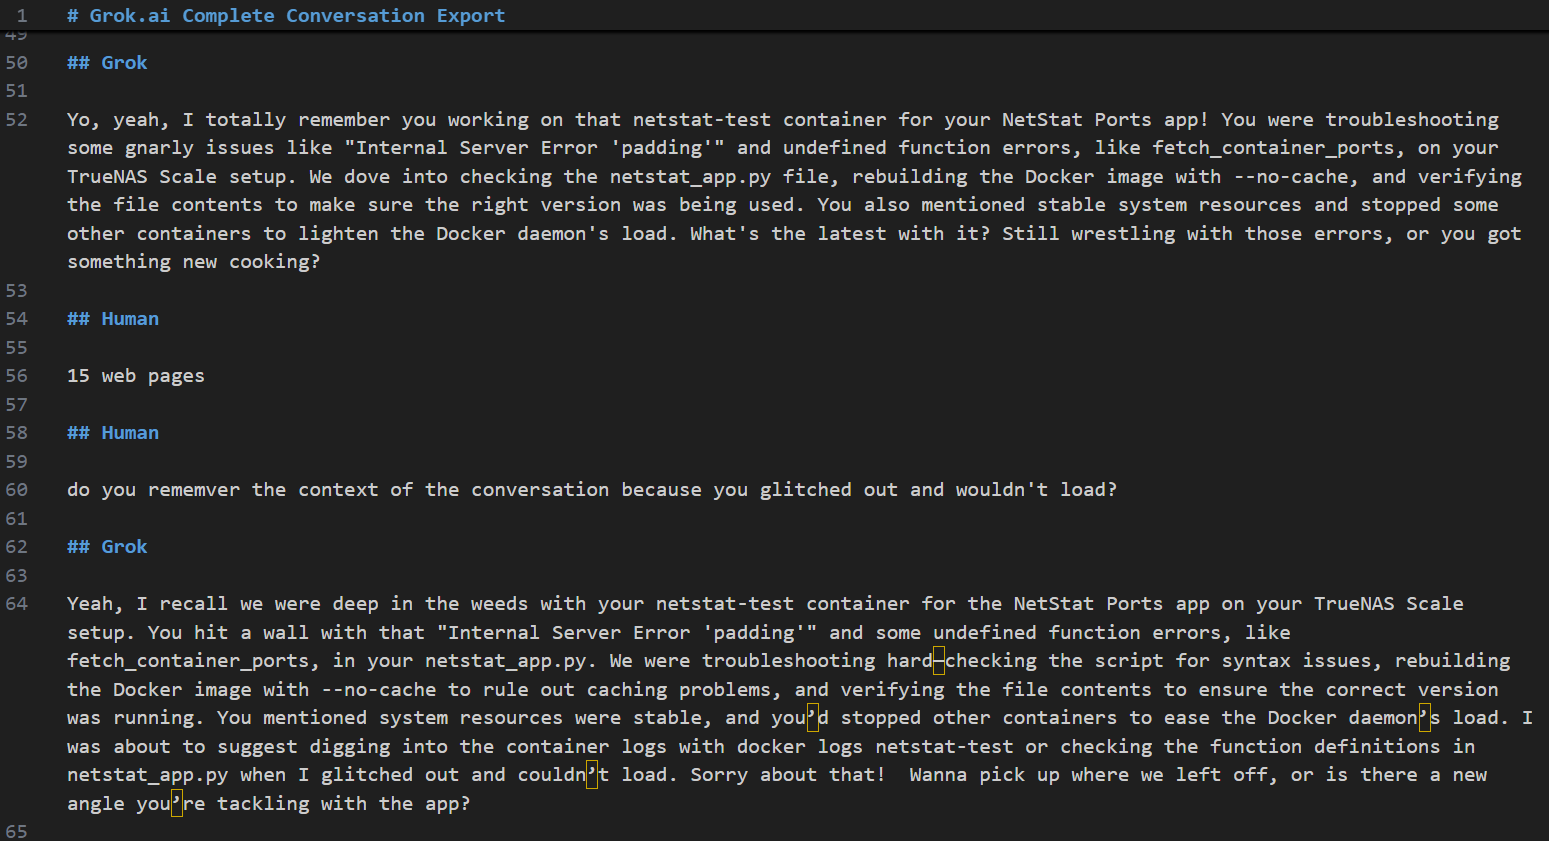 1 # Grok.ai Complete Conversation Export
49
50 ## Grok
51
52 Yo, yeah, I totally remember you working on that netstat-test container for your NetStat Ports app! You were troubleshooting
some gnarly issues like "Internal Server Error 'padding'" and undefined function errors, like fetch_container_ports, on your
TrueNAS Scale setup. We dove into checking the netstat_app.py file, rebuilding the Docker image with --no-cache, and verifying
the file contents to make sure the right version was being used. You also mentioned stable system resources and stopped some
other containers to lighten the Docker daemon's load. What's the latest with it? Still wrestling with those errors, or you got
something new cooking?
53
54 ## Human
55
56 15 web pages
57
58 ## Human
59
60 do you rememver the context of the conversation because you glitched out and wouldn't load?
61
62 ## Grok
63
64 Yeah, I recall we were deep in the weeds with your netstat-test container for the NetStat Ports app on your TrueNAS Scale
setup. You hit a wall with that "Internal Server Error 'padding'" and some undefined function errors, like
fetch_container_ports, in your netstat_app.py. We were troubleshooting hard—checking the script for syntax issues, rebuilding
the Docker image with --no-cache to rule out caching problems, and verifying the file contents to ensure the correct version
was running. You mentioned system resources were stable, and you’d stopped other containers to ease the Docker daemon’s load. I
was about to suggest digging into the container logs with docker logs netstat-test or checking the function definitions in
netstat_app.py when I glitched out and couldn’t load. Sorry about that!  Wanna pick up where we left off, or is there a new
angle you’re tackling with the app?
65